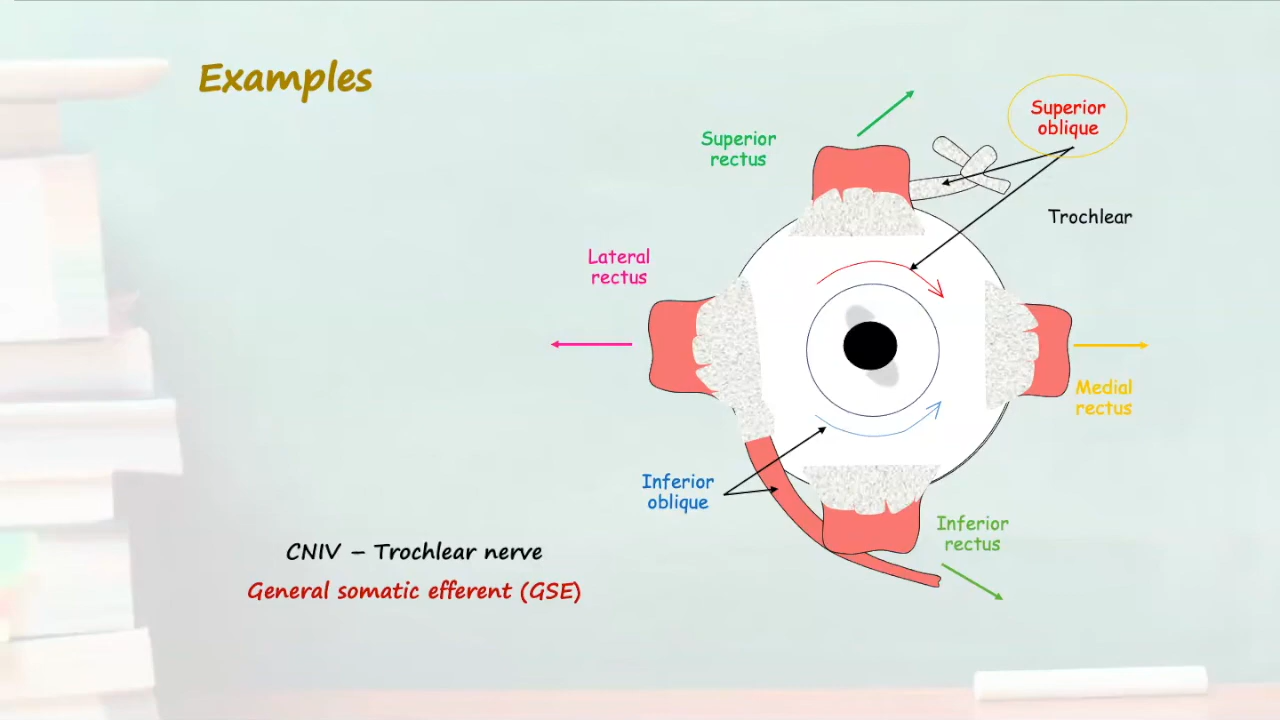 Examples
Superior
oblique
Superior
rectus
Trochlear
Lateral
rectus
Medial
rectus
Inferior
oblique
Inferior
rectus
CNIV – Trochlear nerve
General somatic efferent (GSE)